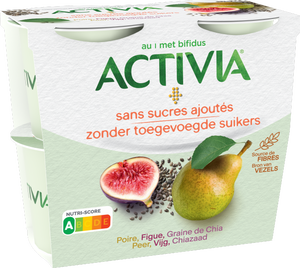 au | met bifidus
ACTIVIA
sans sucres ajoutés
zonder toegevoegde suikers
Source de
FIBRES
Bron van
VEZELS
ACTIVIA
NUTRI-SCORE
A B C D E
Poire, Figue, Graine de Chia
Peer, Vijg, Chiazaad